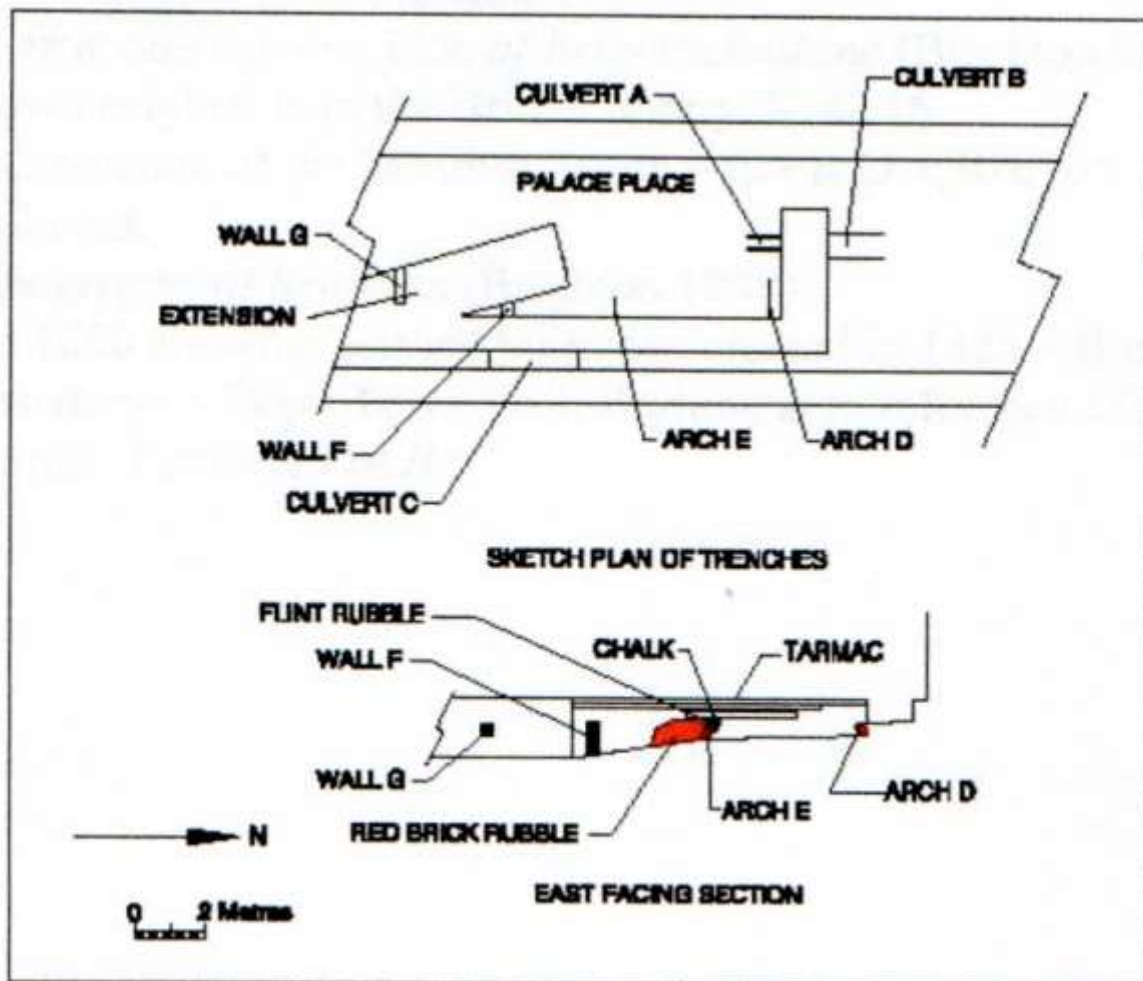 CULVERT A
CULVERT B
PALACE PLACE
WALL G
EXTENSION
WALL F
ARCH E
ARCH D
CULVERT C
SKETCH PLAN OF TRENCHES
FLINT RUBBLE
WALL F
CHALK
TARMAC
WALL G
ARCH E
ARCH D
RED BRICK RUBBLE
N
EAST FACING SECTION
0 2 Metres